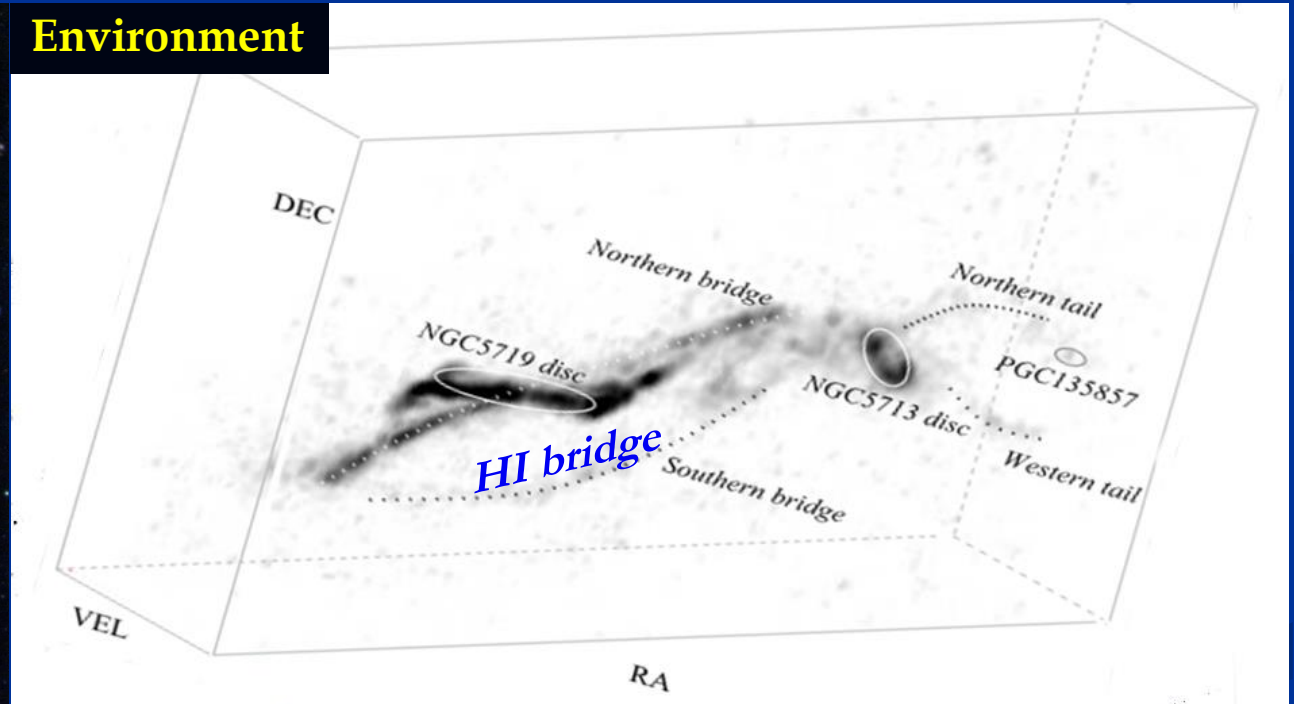 Environment
DEC
Northern bridge
Northern tail
NGC5719 disc
PGC135857
NGC5713 disc
HI bridge
Southern bridge
Western tail
VEL
RA